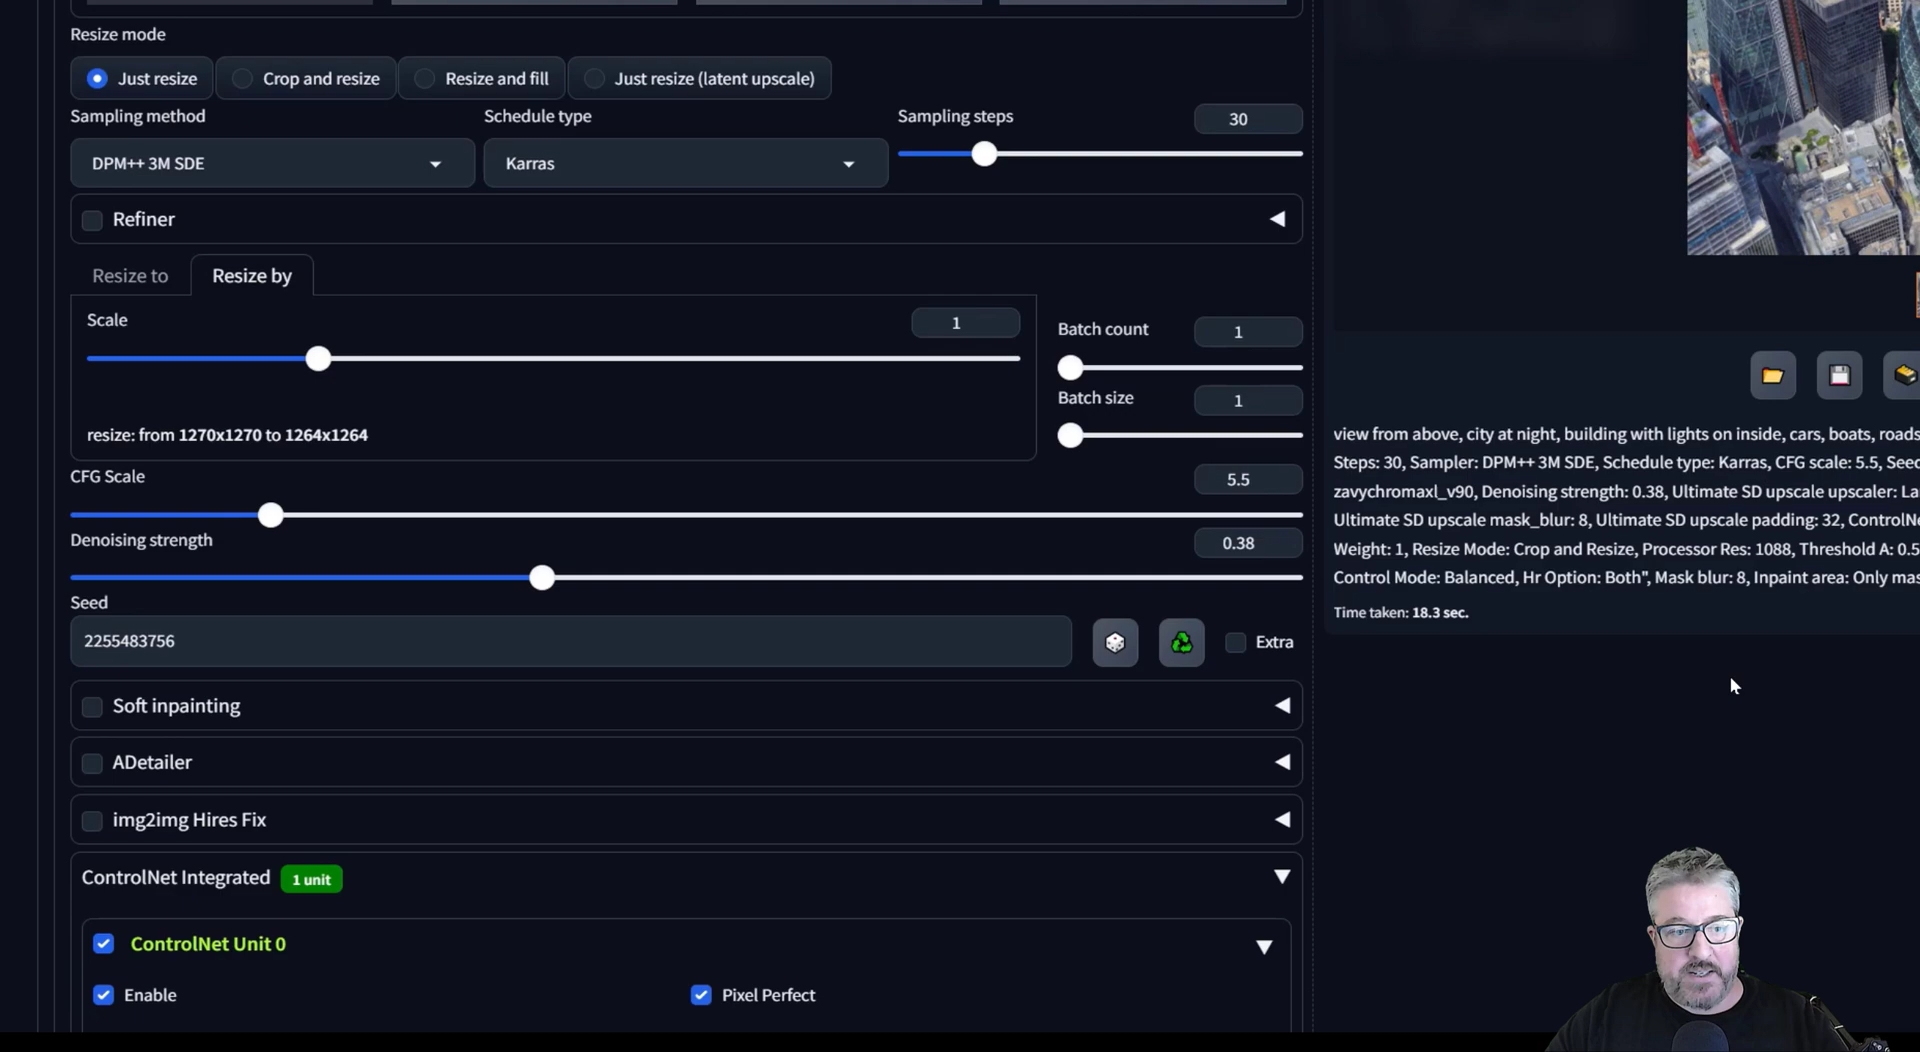 Resize mode
Just resize
Crop and resize
Resize and fill
Just resize (latent upscale)
Sampling method
Schedule type
Sampling steps
30
DPM++ 3M SDE
Karras
Refiner
Resize to
Resize by
Scale
1
resize: from 1270x1270 to 1264x1264
Batch count
1
Batch size
1
CFG Scale
5.5
Denoising strength
0.38
Seed
2255483756
Extra
Soft inpainting
ADetailer
img2img Hires Fix
ControlNet Integrated
1 unit
ControlNet Unit 0
Enable
Pixel Perfect
view from above, city at night, building with lights on inside, cars, boats, roads
Steps: 30, Sampler: DPM++ 3M SDE, Schedule type: Karras, CFG scale: 5.5, Seed
zavychromaxl_v90, Denoising strength: 0.38, Ultimate SD upscale upscaler: La
Ultimate SD upscale mask_blur: 8, Ultimate SD upscale padding: 32, ControlNe
Weight: 1, Resize Mode: Crop and Resize, Processor Res: 1088, Threshold A: 0.5
Control Mode: Balanced, Hr Option: Both", Mask blur: 8, Inpaint area: Only mas
Time taken: 18.3 sec.